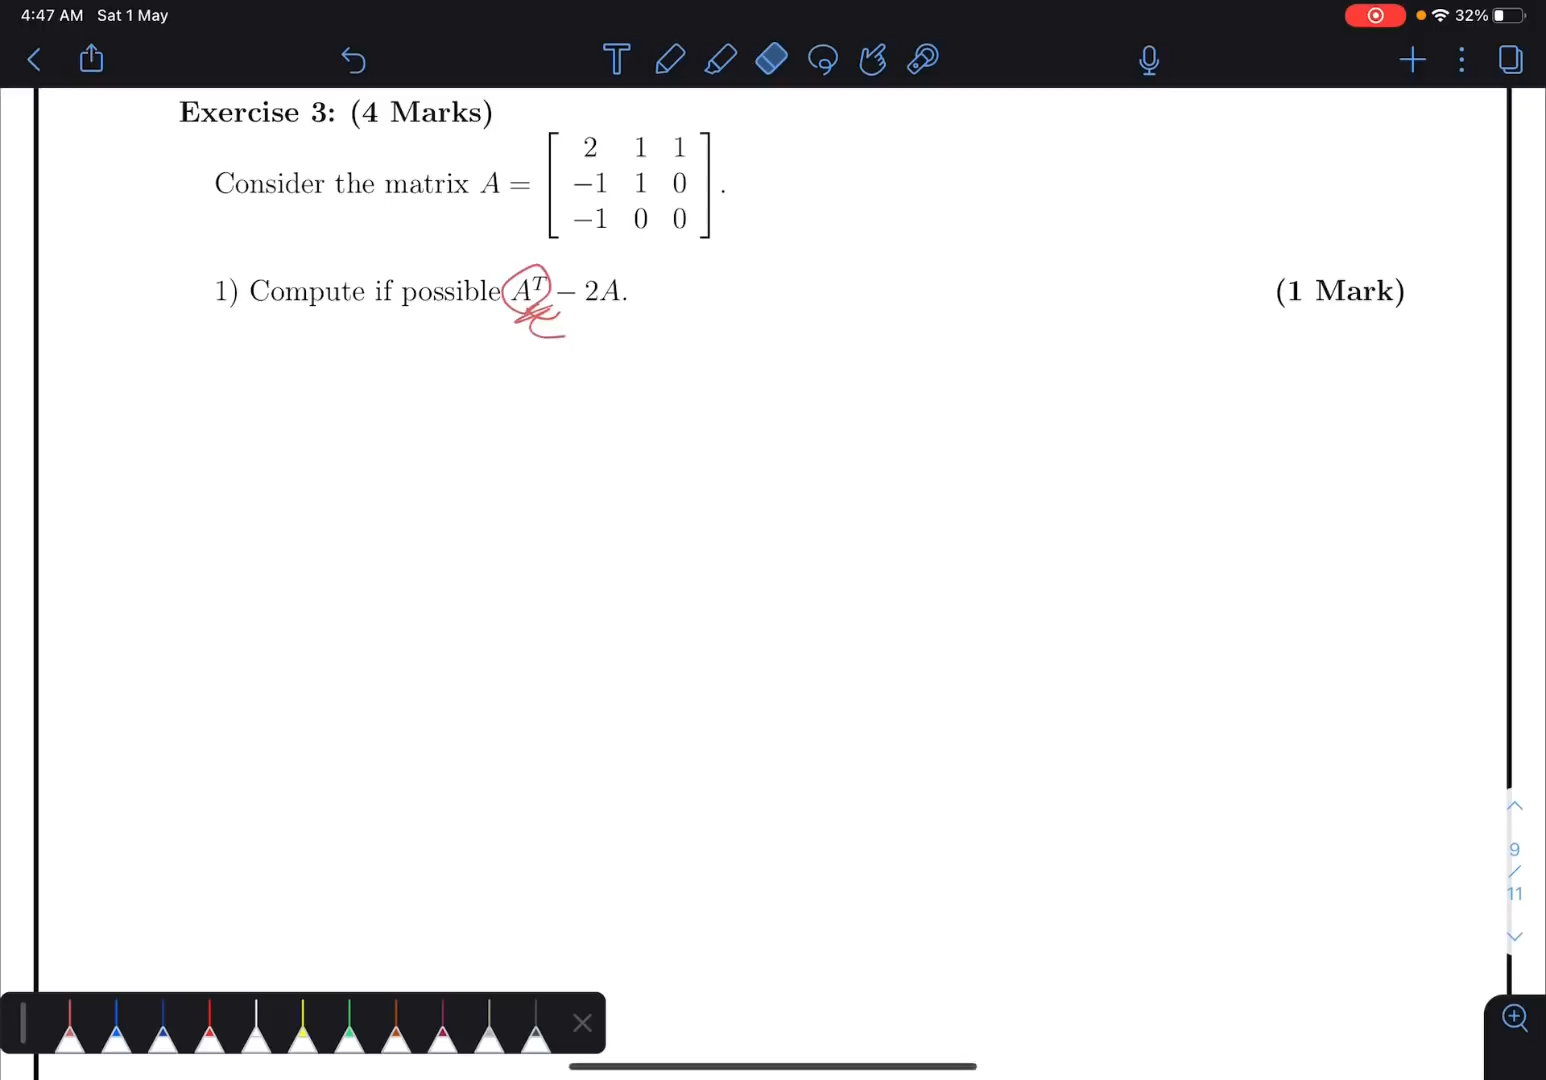 4:47 AM Sat 1 May
32%
T
Exercise 3: (4 Marks)
Consider the matrix A = [ 2 1 1
−1 1 0
−1 0 0 ] .
1) Compute if possible A^T − 2A. (1 Mark)
9
/
11